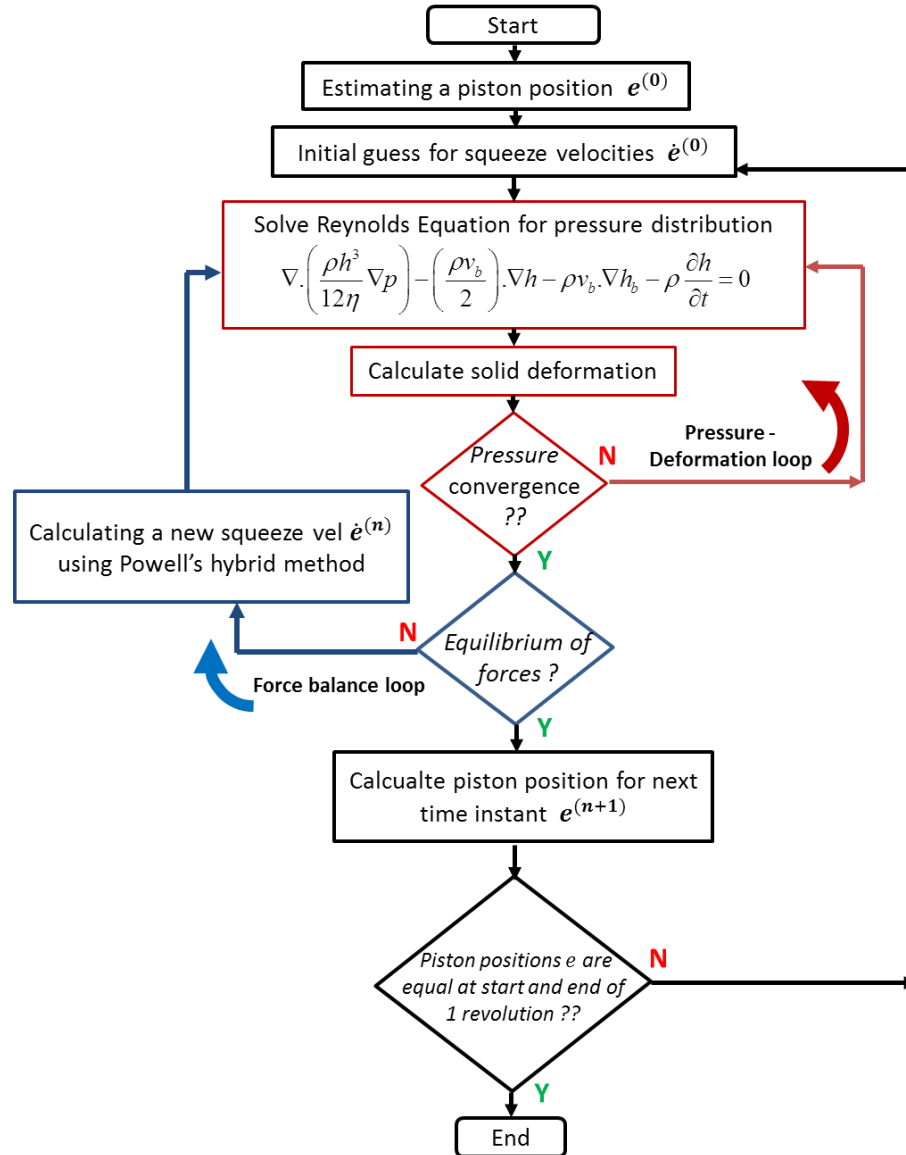 Start
Estimating a piston position e^(0)
Initial guess for squeeze velocities ė^(0)
Solve Reynolds Equation for pressure distribution
∇.(ρh³/12η ∇p) − (ρv_b/2).∇h − ρv_b.∇h_b − ρ ∂h/∂t = 0
Calculate solid deformation
Pressure
convergence
??
N
Pressure -
Deformation loop
Y
Calculating a new squeeze vel ė^(n)
using Powell's hybrid method
Equilibrium of
forces ?
N
Force balance loop
Y
Calcualte piston position for next
time instant e^(n+1)
Piston positions e are
equal at start and end of
1 revolution ??
N
Y
End